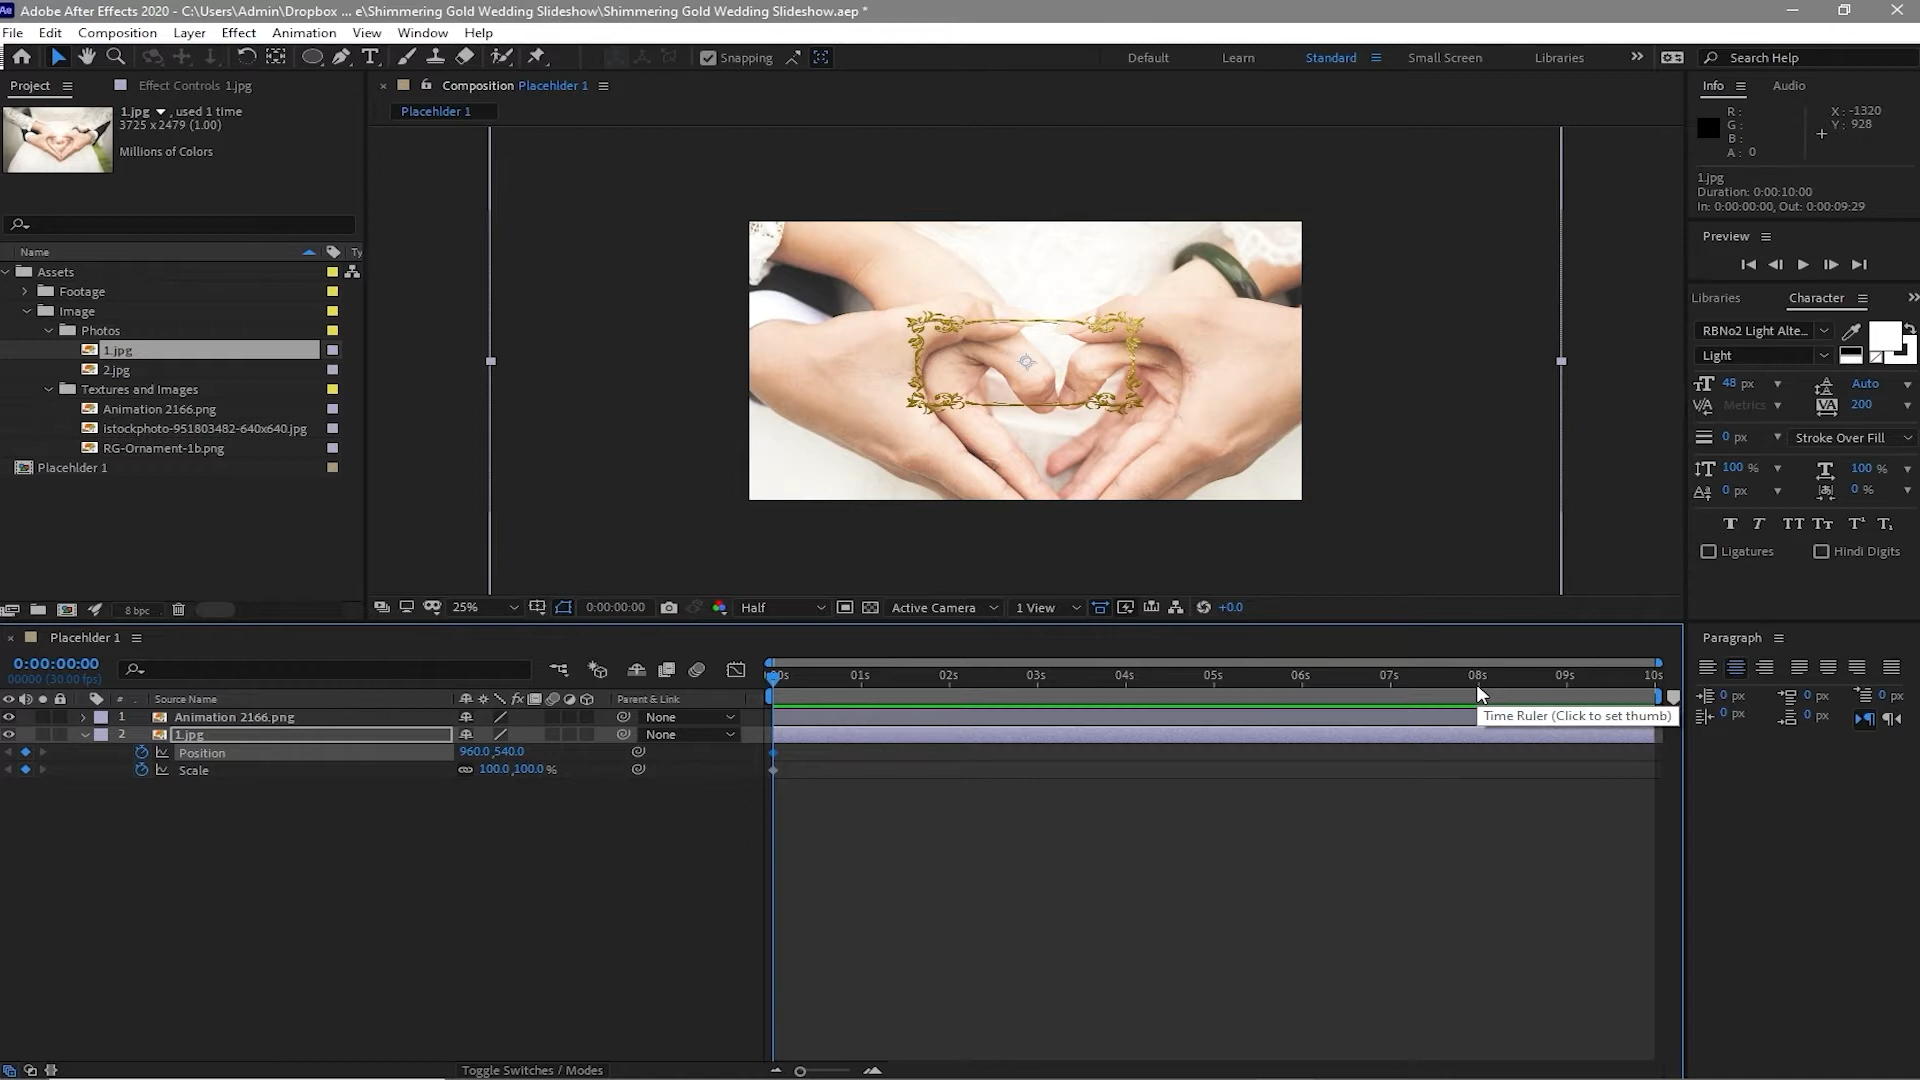 Ae Adobe After Effects 2020 - C:\Users\Admin\Dropbox ... e\Shimmering Gold Wedding Slideshow\Shimmering Gold Wedding Slideshow.aep *
File Edit Composition Layer Effect Animation View Window Help
Snapping Default Learn Standard Small Screen Libraries Search Help
Project Effect Controls 1.jpg
1.jpg , used 1 time
3725 x 2479 (1.00)
Millions of Colors
Name Ty
Assets
Footage
Image
Photos
1.jpg
2.jpg
Textures and Images
Animation 2166.png
istockphoto-951803482-640x640.jpg
RG-Ornament-1b.png
Placehlder 1
8 bpc
Composition Placehlder 1
Placehlder 1
25% 0:00:00:00 Half Active Camera 1 View +0.0
Info Audio
R :
G :
B :
A : 0
X : -1320
Y : 928
1.jpg
Duration: 0:00:10:00
In: 0:00:00:00, Out: 0:00:09:29
Preview
Libraries Character
RBNo2 Light Alte...
Light
48 px Auto
Metrics 200
0 px Stroke Over Fill
100 % 100 %
0 px 0 %
T T TT Tt T¹ T₁
Ligatures Hindi Digits
Paragraph
0 px 0 px 0 px
0 px 0 px
Placehlder 1
0:00:00:00
00000 (30.00 fps)
# Source Name fx Parent & Link
1 Animation 2166.png None
2 1.jpg None
Position 960.0,540.0
Scale 100.0,100.0 %
:00s 01s 02s 03s 04s 05s 06s 07s 08s 09s 10s
Time Ruler (Click to set thumb)
Toggle Switches / Modes